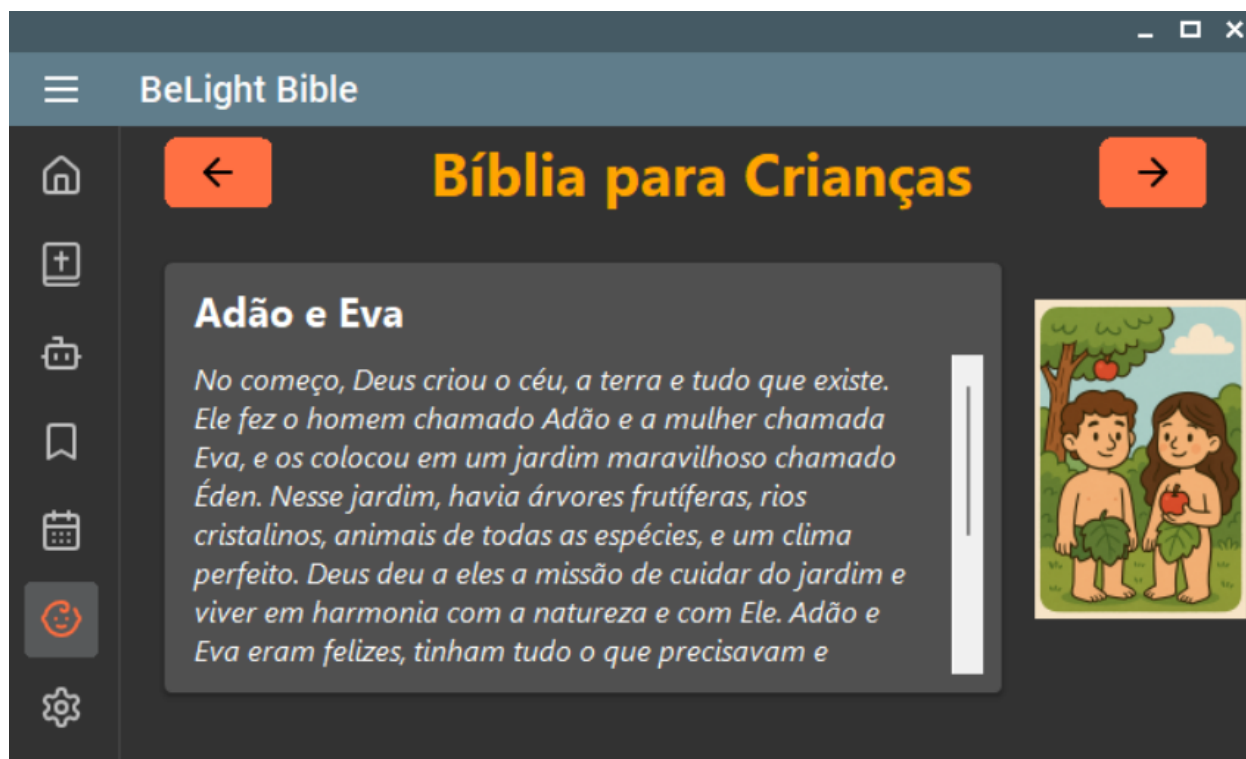 BeLight Bible
Bíblia para Crianças
Adão e Eva
No começo, Deus criou o céu, a terra e tudo que existe.
Ele fez o homem chamado Adão e a mulher chamada
Eva, e os colocou em um jardim maravilhoso chamado
Éden. Nesse jardim, havia árvores frutíferas, rios
cristalinos, animais de todas as espécies, e um clima
perfeito. Deus deu a eles a missão de cuidar do jardim e
viver em harmonia com a natureza e com Ele. Adão e
Eva eram felizes, tinham tudo o que precisavam e